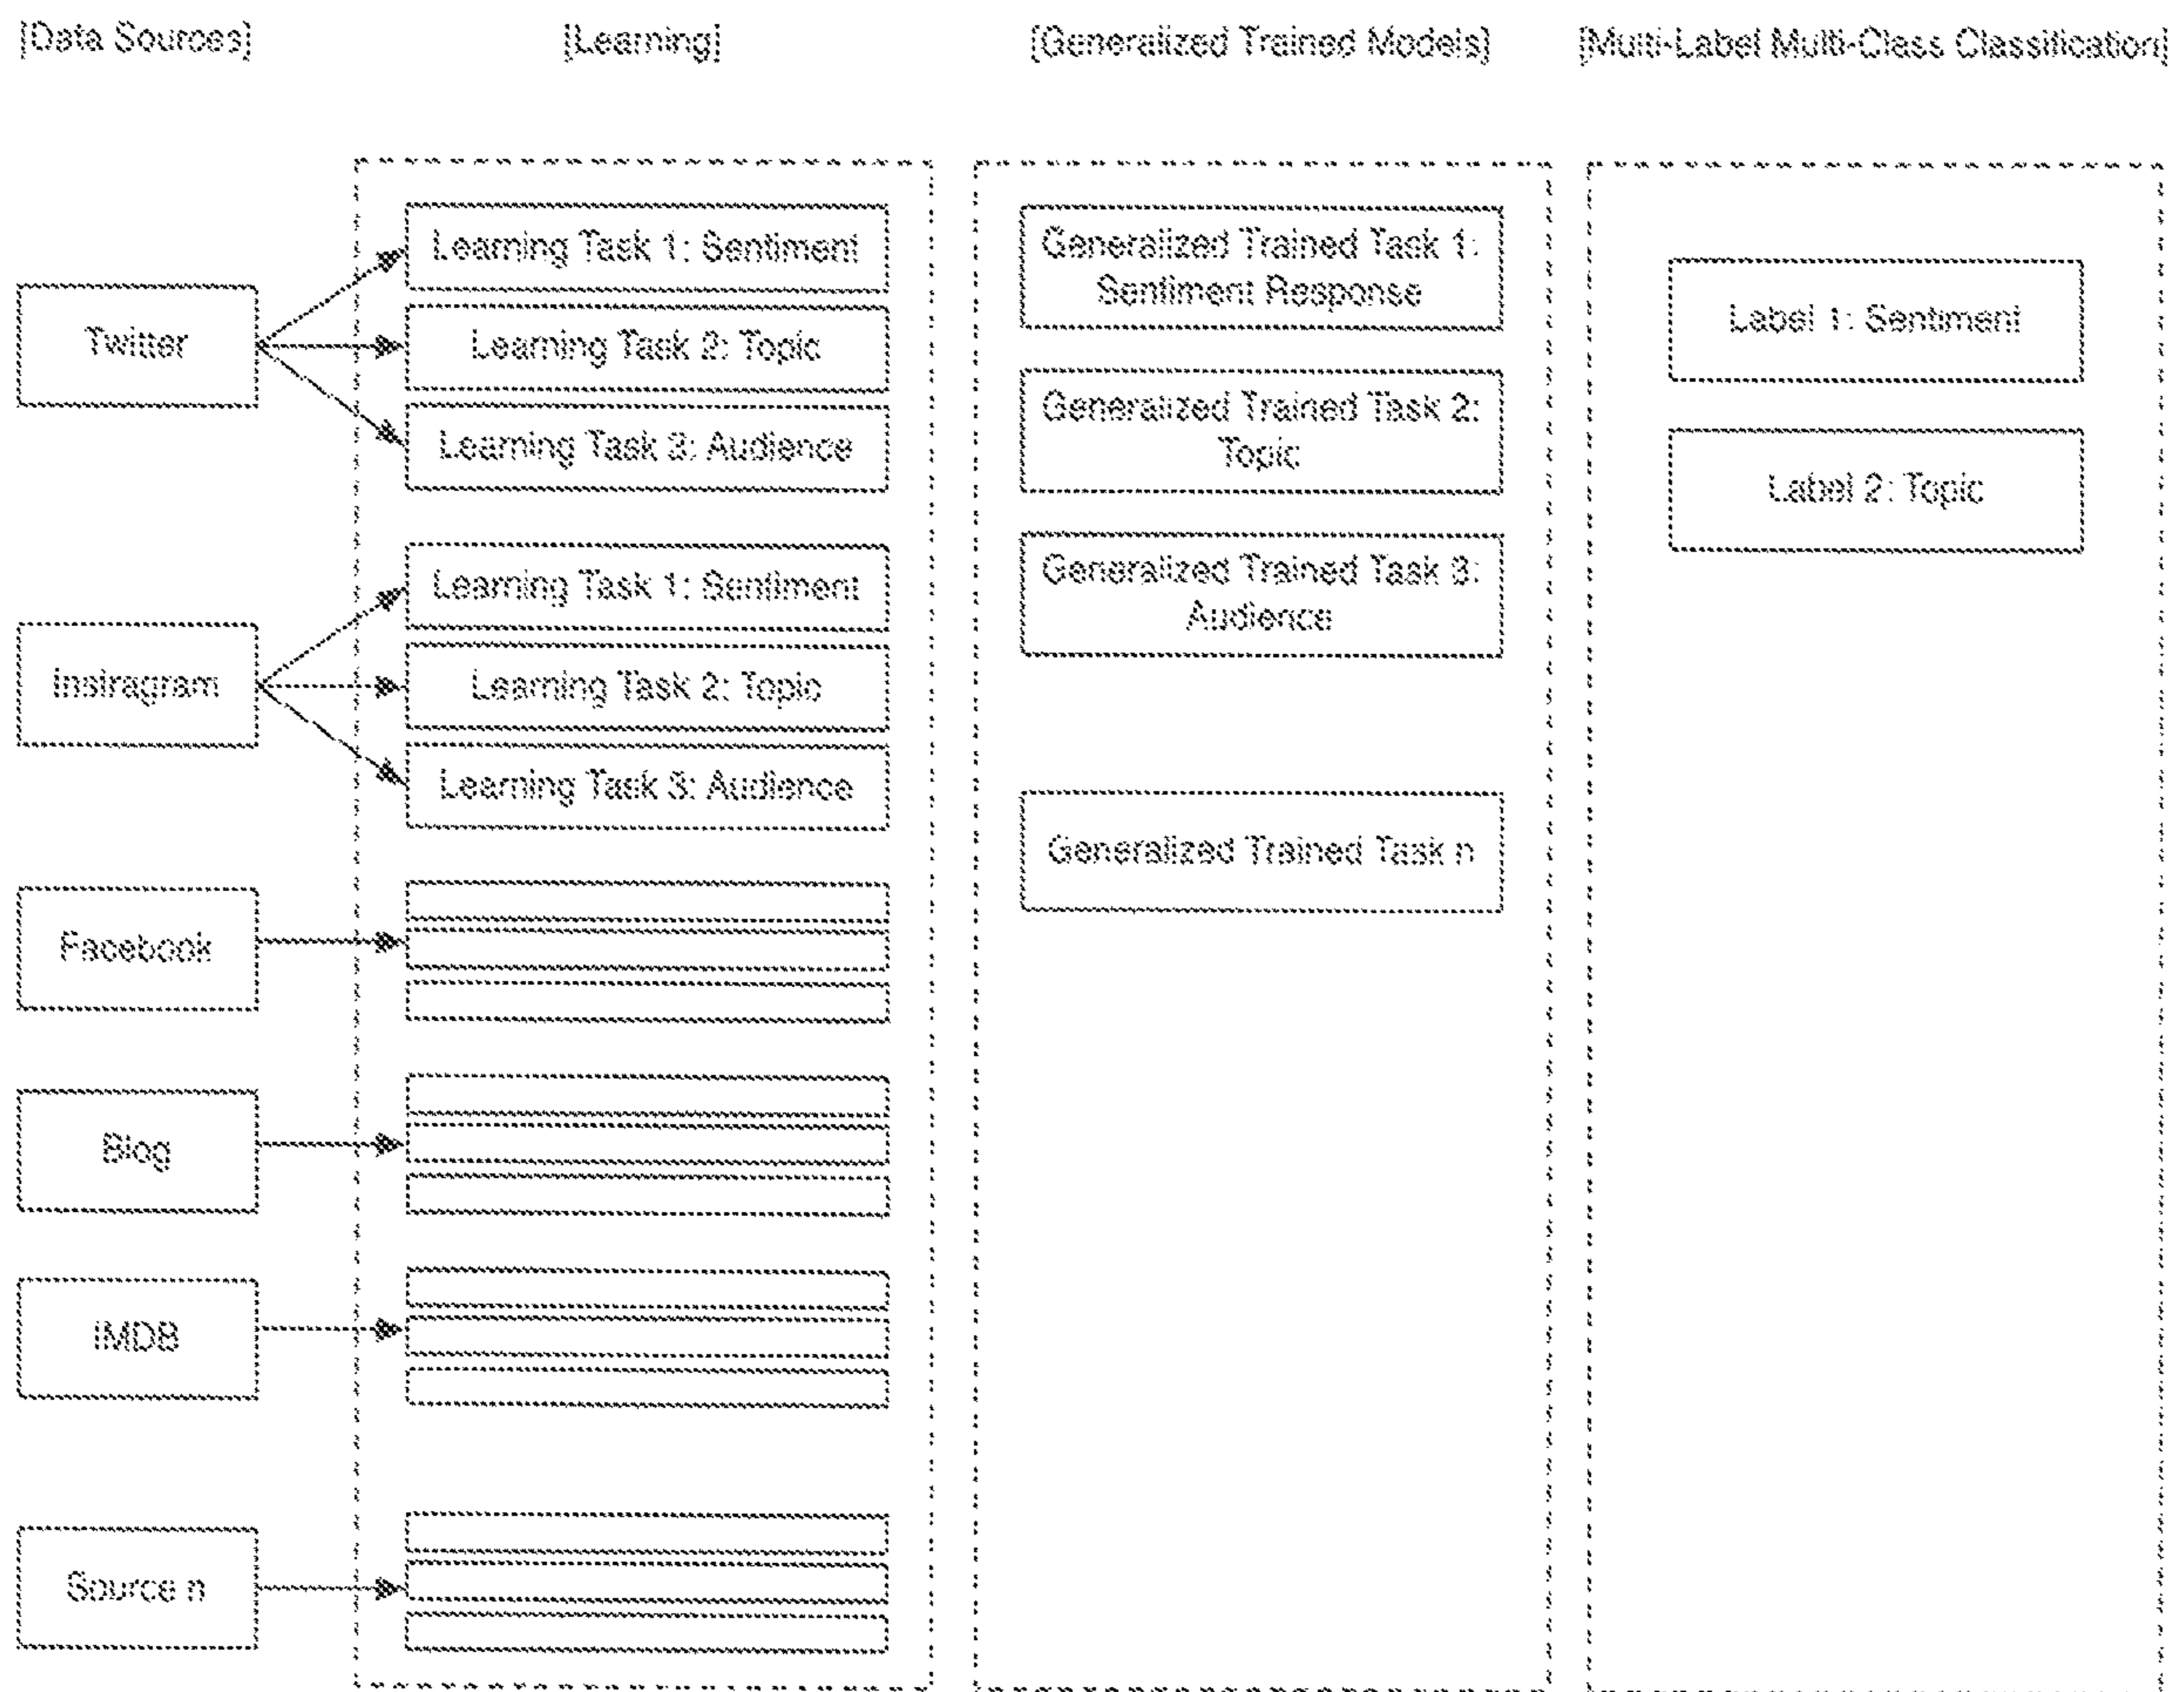 [Data Sources]
[Learning]
[Generalized Trained Models]
[Multi-Label Multi-Class Classification]
Twitter
Learning Task 1: Sentiment
Learning Task 2: Topic
Learning Task 3: Audience
Insiragram
Learning Task 1: Sentiment
Learning Task 2: Topic
Learning Task 3: Audience
Facebook
Blog
IMDB
Source n
Generalized Trained Task 1:
Sentiment Response
Generalized Trained Task 2:
Topic
Generalized Trained Task 3:
Audience
Generalized Trained Task n
Label 1: Sentiment
Label 2: Topic